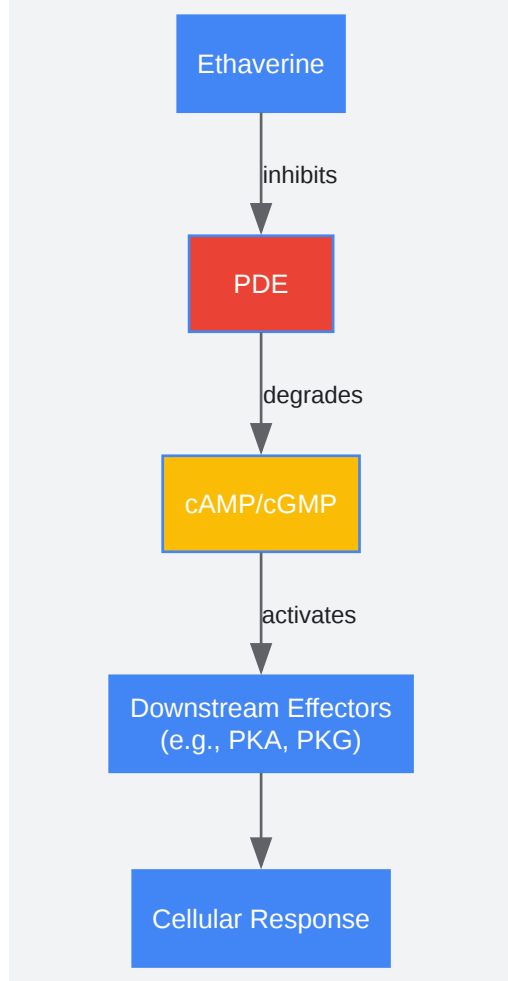 Ethaverine
inhibits
PDE
degrades
cAMP/cGMP
activates
Downstream Effectors
(e.g., PKA, PKG)
Cellular Response